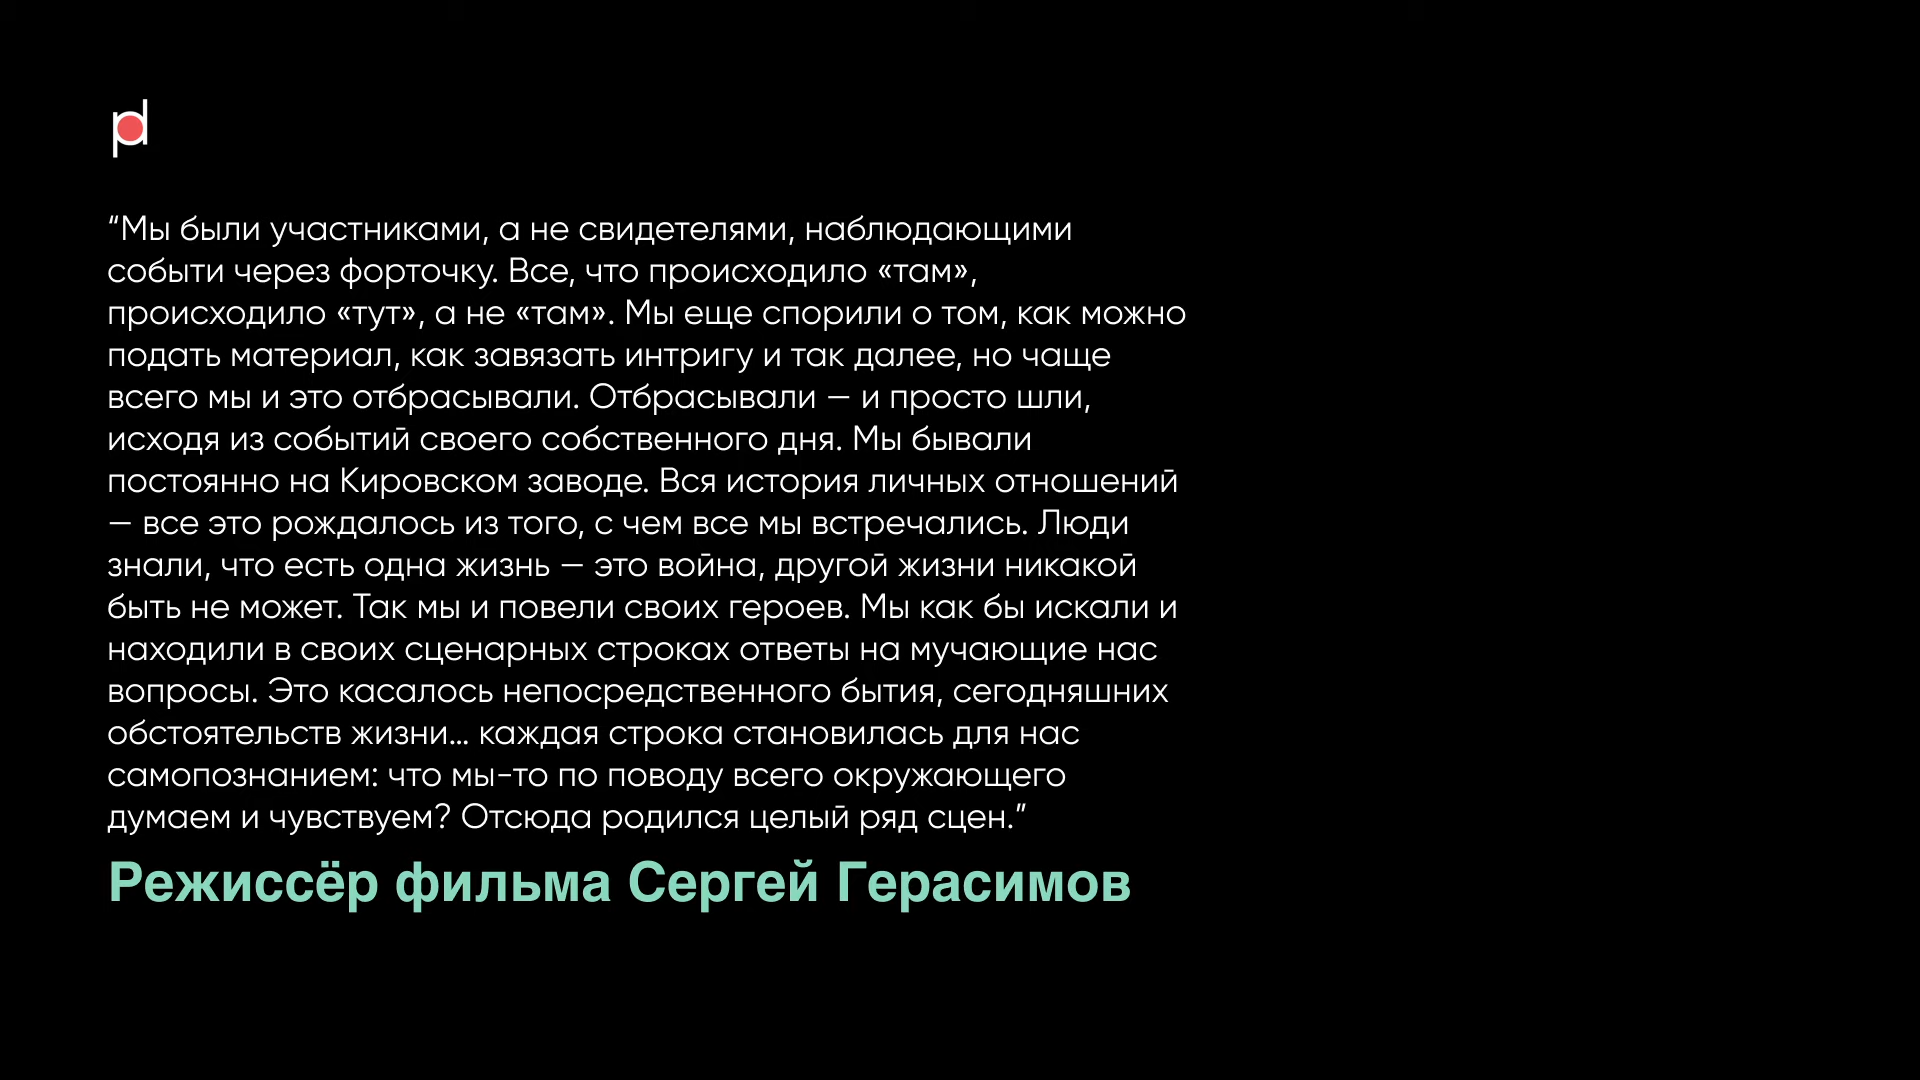 pd
“Мы были участниками, а не свидетелями, наблюдающими
событи через форточку. Все, что происходило «там»,
происходило «тут», а не «там». Мы еще спорили о том, как можно
подать материал, как завязать интригу и так далее, но чаще
всего мы и это отбрасывали. Отбрасывали — и просто шли,
исходя из событий своего собственного дня. Мы бывали
постоянно на Кировском заводе. Вся история личных отношений
— все это рождалось из того, с чем все мы встречались. Люди
знали, что есть одна жизнь — это война, другой жизни никакой
быть не может. Так мы и повели своих героев. Мы как бы искали и
находили в своих сценарных строках ответы на мучающие нас
вопросы. Это касалось непосредственного бытия, сегодняшних
обстоятельств жизни... каждая строка становилась для нас
самопознанием: что мы-то по поводу всего окружающего
думаем и чувствуем? Отсюда родился целый ряд сцен.”
Режиссёр фильма Сергей Герасимов